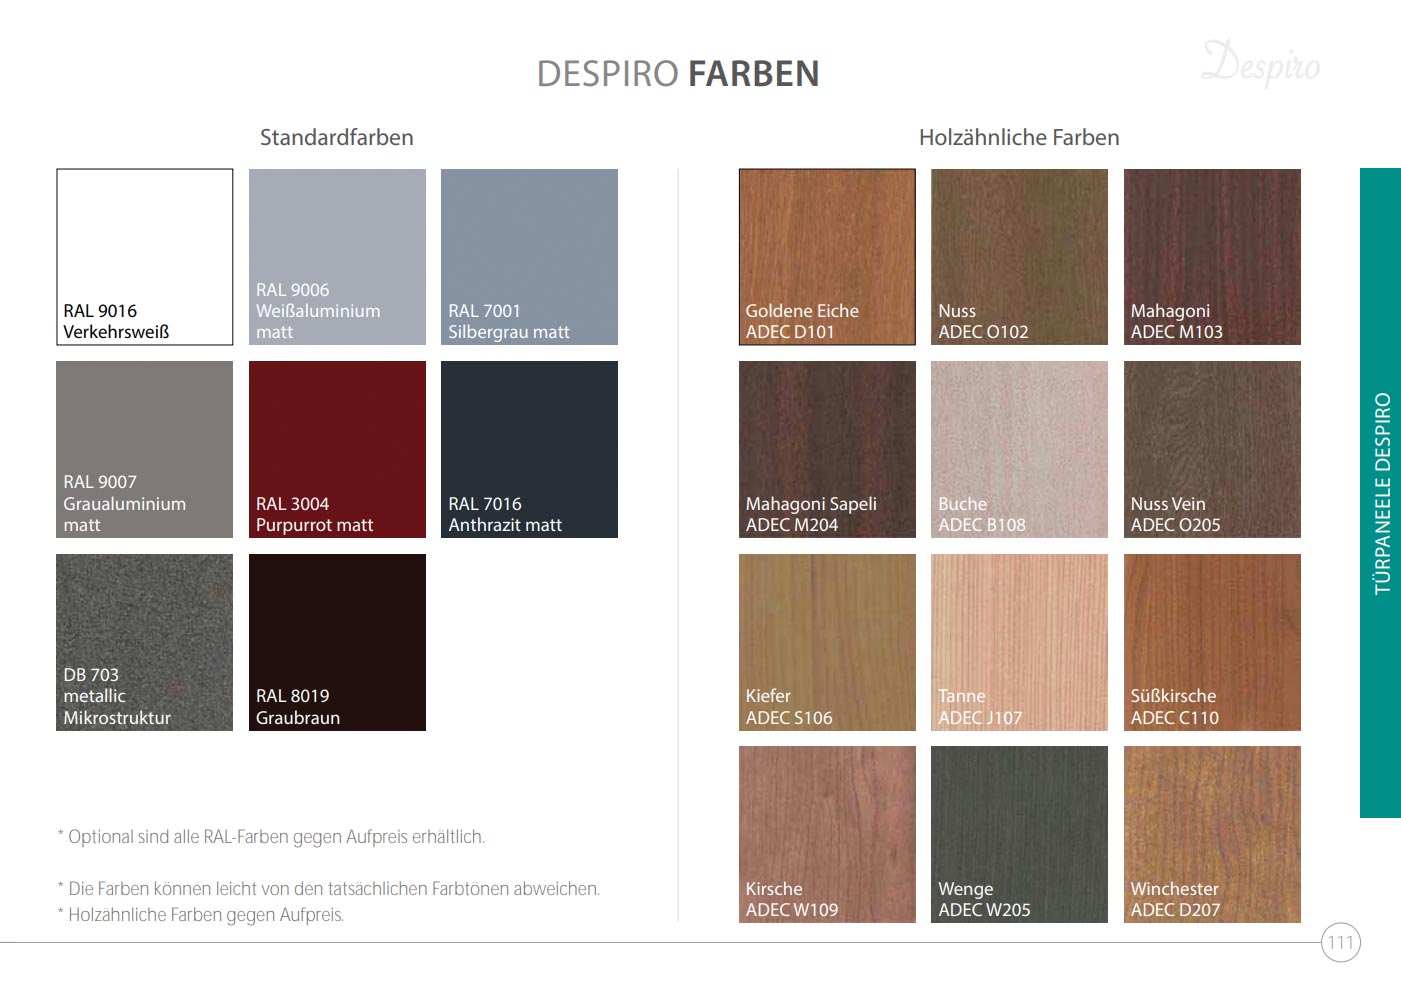 DESPIRO FARBEN
Despiro
Standardfarben
RAL 9016
Verkehrsweiß
RAL 9006
Weißaluminium
matt
RAL 7001
Silbergrau matt
RAL 9007
Graualuminium
matt
RAL 3004
Purpurrot matt
RAL 7016
Anthrazit matt
DB 703
metallic
Mikrostruktur
RAL 8019
Graubraun
* Optional sind alle RAL-Farben gegen Aufpreis erhältlich.
* Die Farben können leicht von den tatsächlichen Farbtönen abweichen.
* Holzähnliche Farben gegen Aufpreis.
Holzähnliche Farben
Goldene Eiche
ADEC D101
Nuss
ADEC O102
Mahagoni
ADEC M103
Mahagoni Sapeli
ADEC M204
Buche
ADEC B108
Nuss Vein
ADEC O205
Kiefer
ADEC S106
Tanne
ADEC J107
Süßkirsche
ADEC C110
Kirsche
ADEC W109
Wenge
ADEC W205
Winchester
ADEC D207
TÜRPANEELE DESPIRO
111